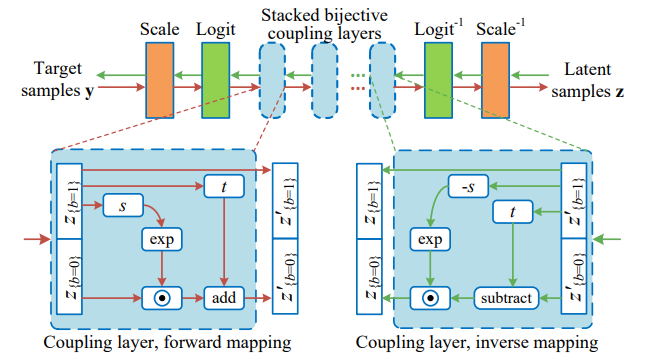 Stacked bijective
coupling layers
Scale
Logit
Logit⁻¹
Scale⁻¹
Target
samples y
Latent
samples z
z{b=1}
z{b=0}
s
t
exp
⊙
add
z'{b=1}
z'{b=0}
Coupling layer, forward mapping
z{b=1}
z{b=0}
-s
t
exp
⊙
subtract
z'{b=1}
z'{b=0}
Coupling layer, inverse mapping